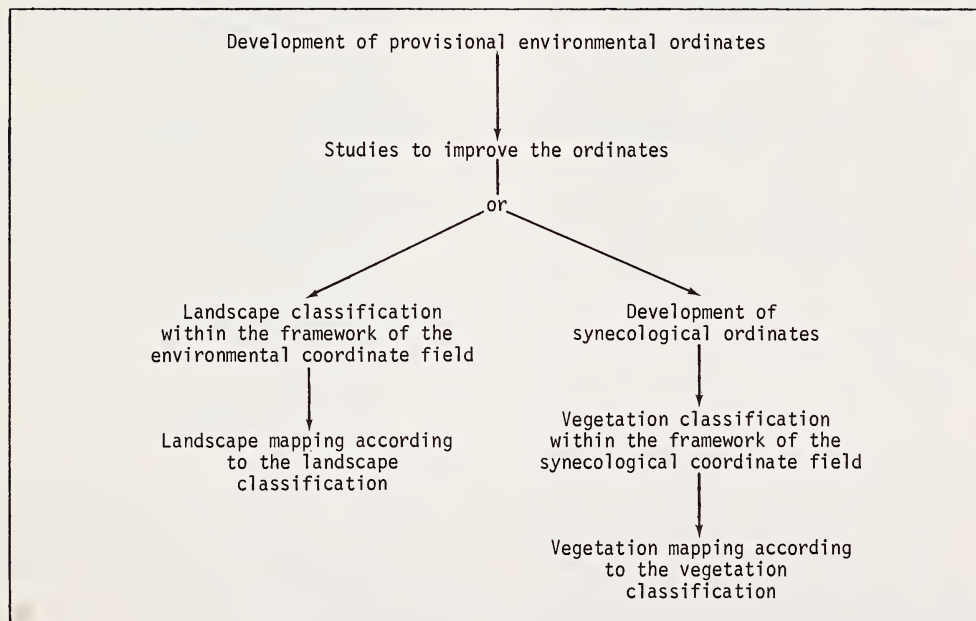 Development of provisional environmental ordinates
Studies to improve the ordinates
or
Landscape classification
within the framework of the
environmental coordinate field
Landscape mapping according
to the landscape
classification
Development of
synecological ordinates
Vegetation classification
within the framework of the
synecological coordinate field
Vegetation mapping according
to the vegetation
classification